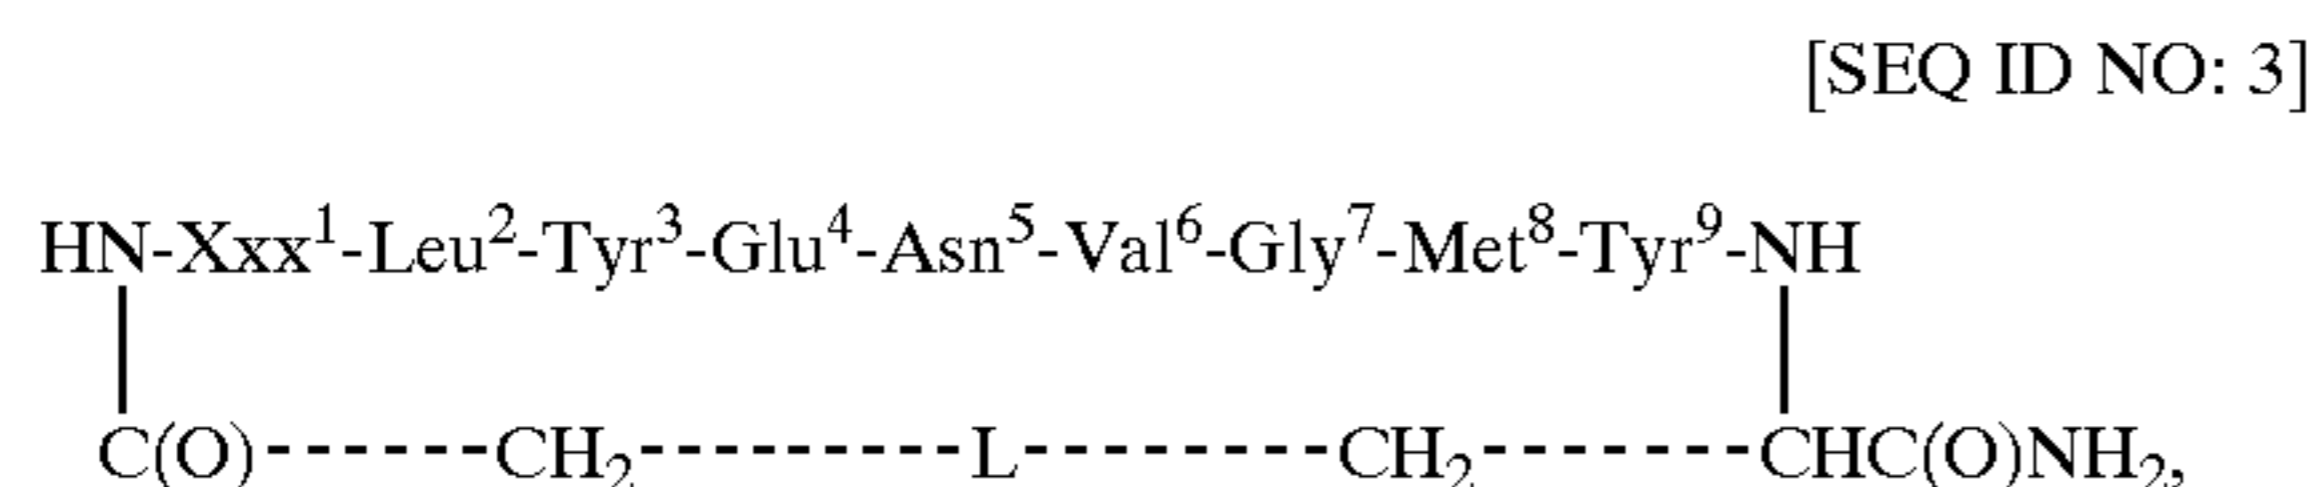 [SEQ ID NO: 3]
HN-Xxx¹-Leu²-Tyr³-Glu⁴-Asn⁵-Val⁶-Gly⁷-Met⁸-Tyr⁹-NH
C(O)-------CH₂----------L----------CH₂--------CHC(O)NH₂,